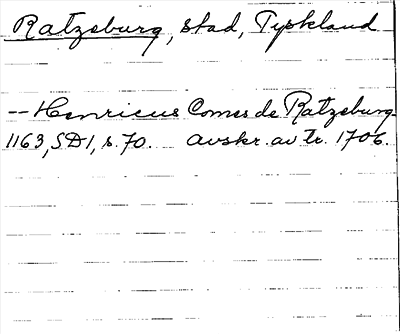 Ratzeburg, stad, Tyskland
-- Henricus Comes de Ratzeburg
1163, SD1, s. 70. avskr. av tr. 1706.